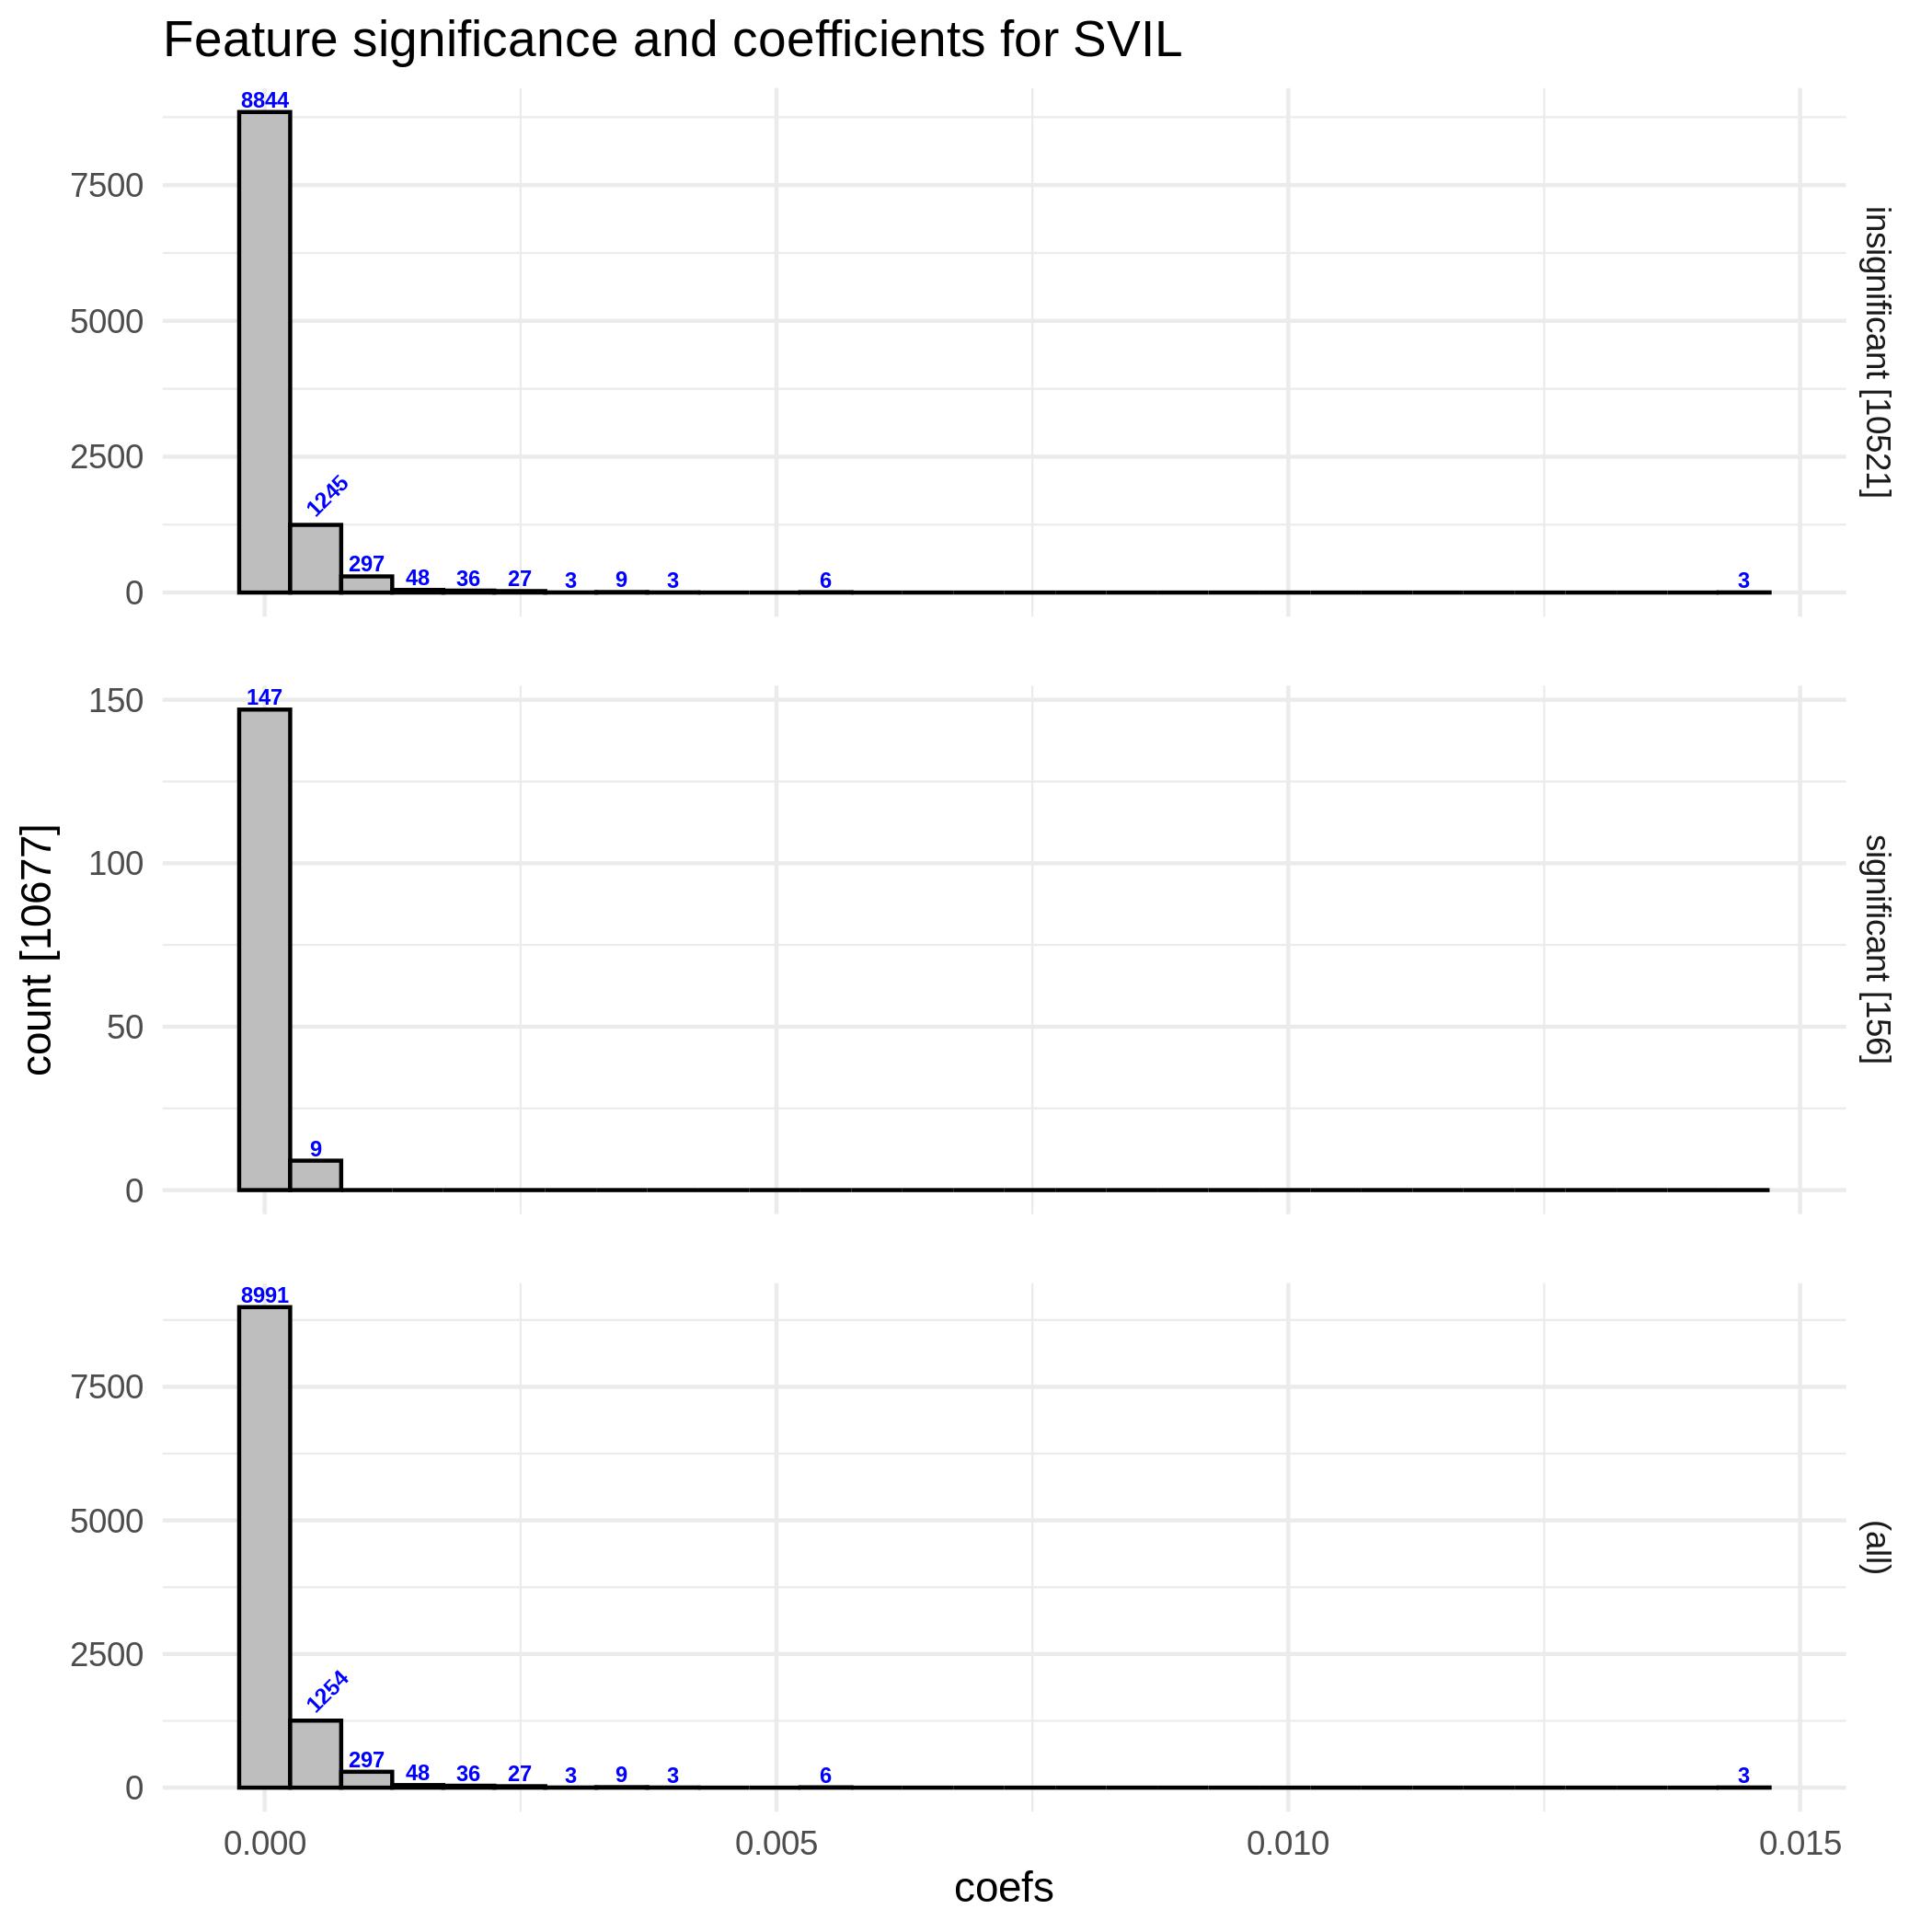 Feature significance and coefficients for SVIL
8844
7500
5000
2500
0
1245
297 48 36 27 3 9 3 6 3
insignificant [10521]
147
150
100
50
0
9
significant [156]
count [10677]
8991
7500
5000
2500
0
1254
297 48 36 27 3 9 3 6 3
(all)
0.000 0.005 0.010 0.015
coefs